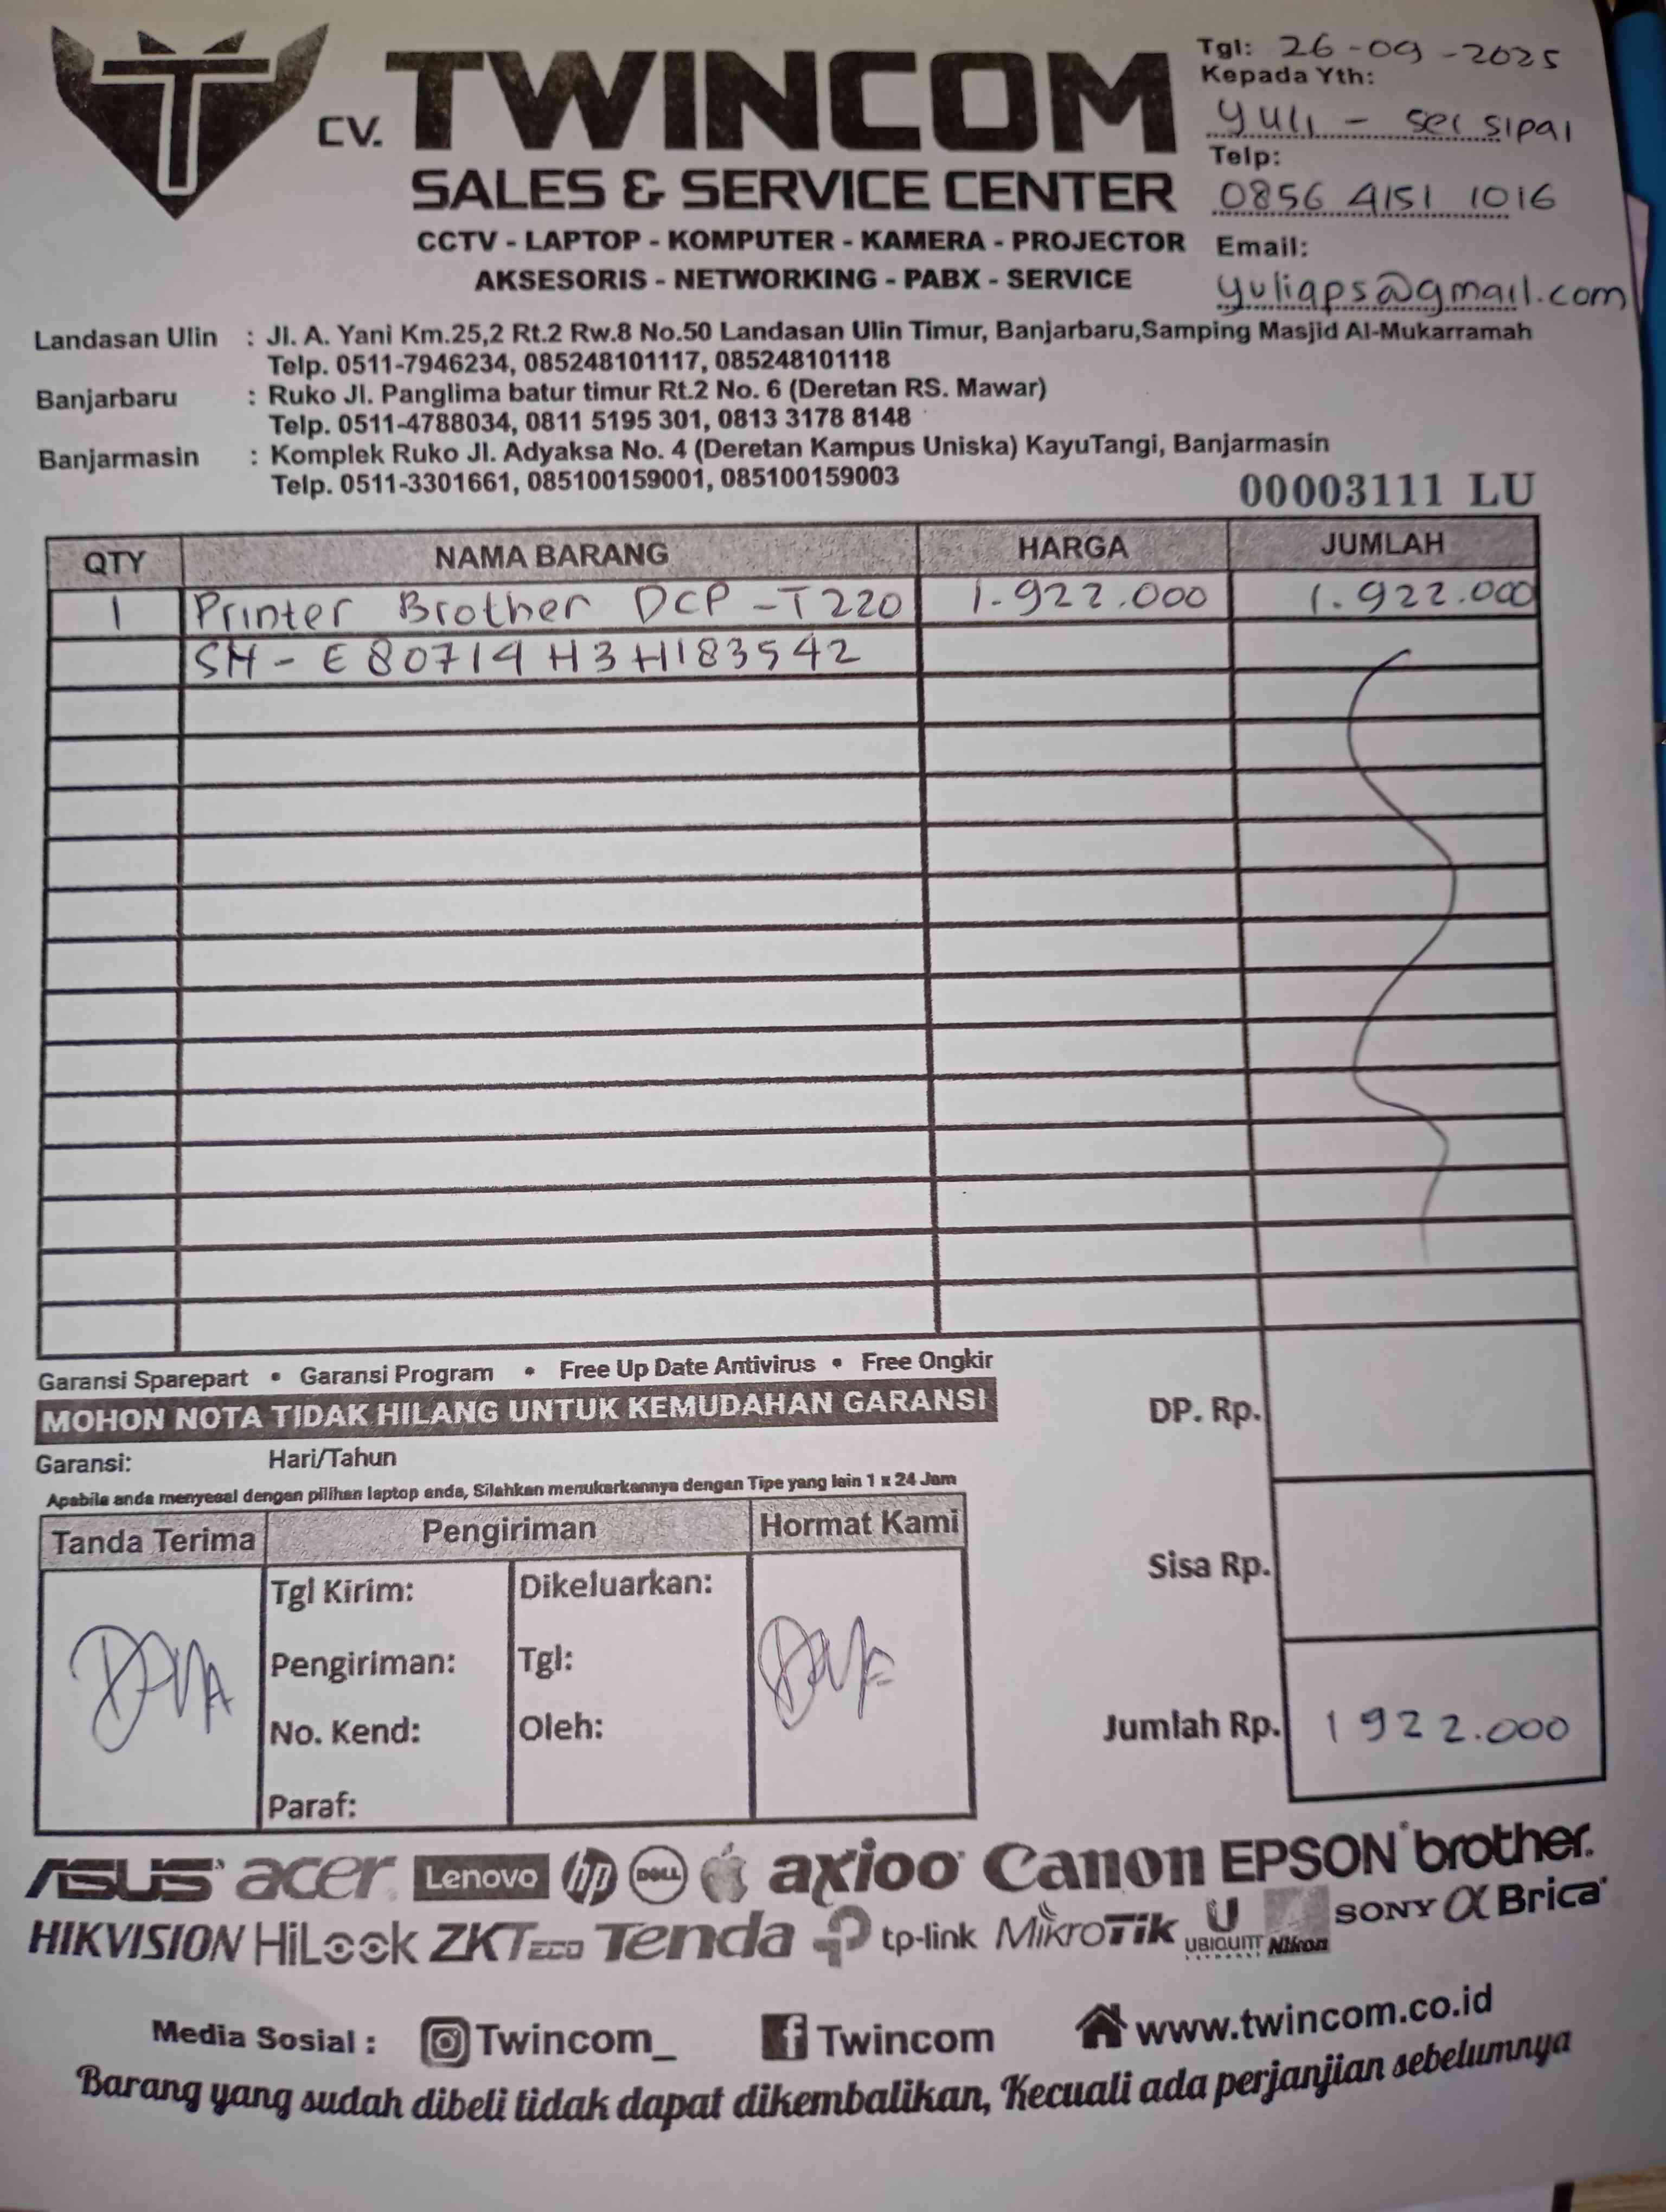 CV. TWINCOM
SALES & SERVICE CENTER
CCTV - LAPTOP - KOMPUTER - KAMERA - PROJECTOR
AKSESORIS - NETWORKING - PABX - SERVICE
Tgl: 26-09-2025
Kepada Yth:
Yuli - sei sipai
Telp:
0856 4151 1016
Email:
yuliaps@gmail.com
Landasan Ulin : Jl. A. Yani Km.25,2 Rt.2 Rw.8 No.50 Landasan Ulin Timur, Banjarbaru,Samping Masjid Al-Mukarramah
Telp. 0511-7946234, 085248101117, 085248101118
Banjarbaru : Ruko Jl. Panglima batur timur Rt.2 No. 6 (Deretan RS. Mawar)
Telp. 0511-4788034, 0811 5195 301, 0813 3178 8148
Banjarmasin : Komplek Ruko Jl. Adyaksa No. 4 (Deretan Kampus Uniska) KayuTangi, Banjarmasin
Telp. 0511-3301661, 085100159001, 085100159003
00003111 LU
QTY NAMA BARANG HARGA JUMLAH
1 Printer Brother DCP-T220 1.922.000 1.922.000
SN - E80714H3H183542
Garansi Sparepart • Garansi Program • Free Up Date Antivirus • Free Ongkir
MOHON NOTA TIDAK HILANG UNTUK KEMUDAHAN GARANSI
Garansi: Hari/Tahun
Apabila anda menyesal dengan pilihan laptop anda, Silahkan menukarkannya dengan Tipe yang lain 1 x 24 Jam
DP. Rp.
Tanda Terima Pengiriman Hormat Kami
Tgl Kirim: Dikeluarkan:
Sisa Rp.
Pengiriman: Tgl:
No. Kend: Oleh:
Jumlah Rp. 1922.000
Paraf:
ASUS acer Lenovo hp DELL axioo Canon EPSON brother
HIKVISION HiLook ZKTECO Tenda tp-link MikroTik U UBIQUITI Nikon SONY α Brica
Media Sosial : Twincom_ f Twincom www.twincom.co.id
Barang yang sudah dibeli tidak dapat dikembalikan, Kecuali ada perjanjian sebelumnya